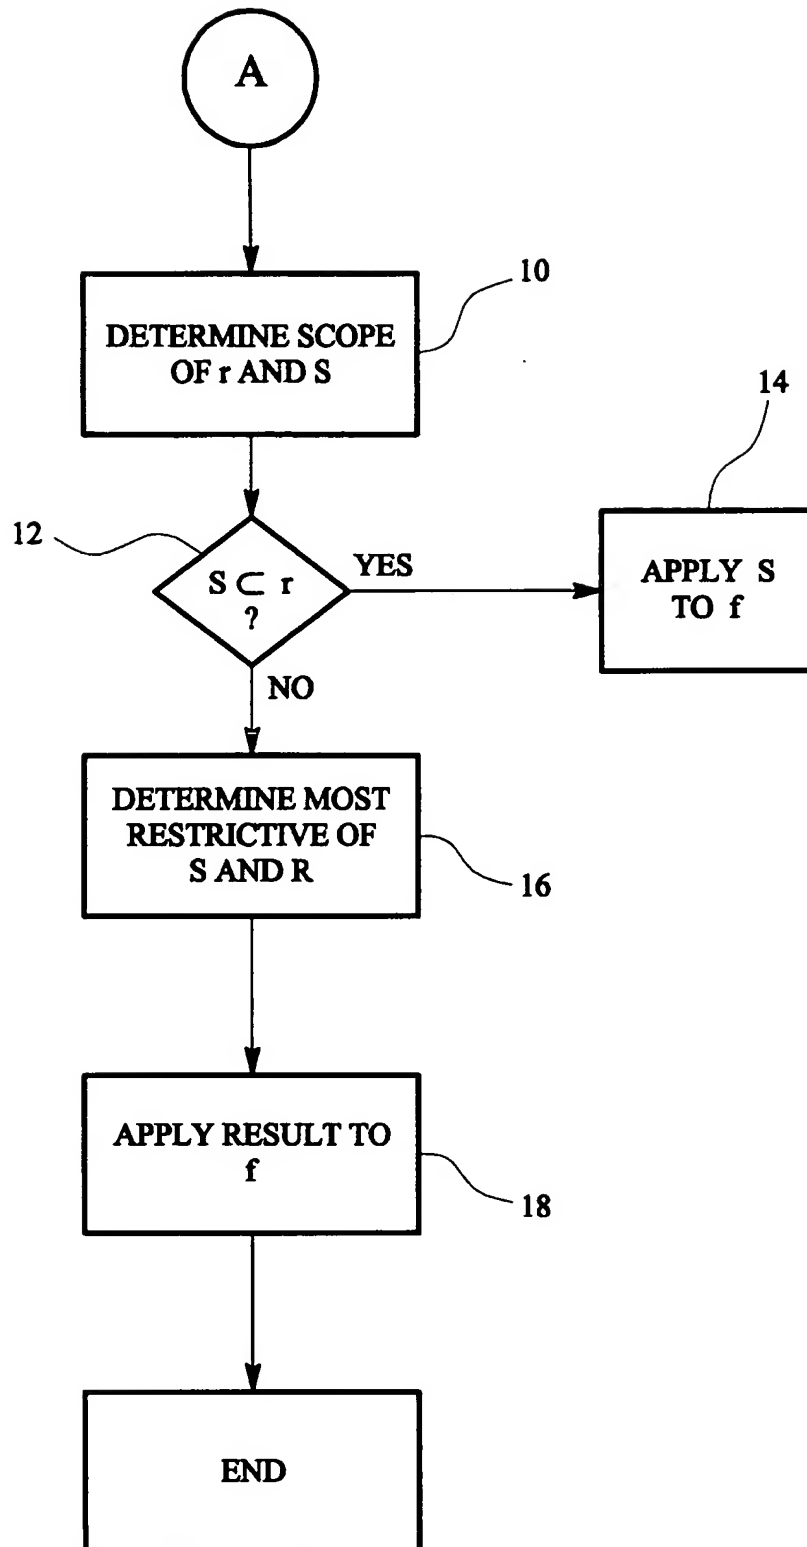 A
10
DETERMINE SCOPE
OF r AND S
14
12
S ⊂ r
?
YES
APPLY S
TO f
NO
DETERMINE MOST
RESTRICTIVE OF
S AND R
16
APPLY RESULT TO
f
18
END